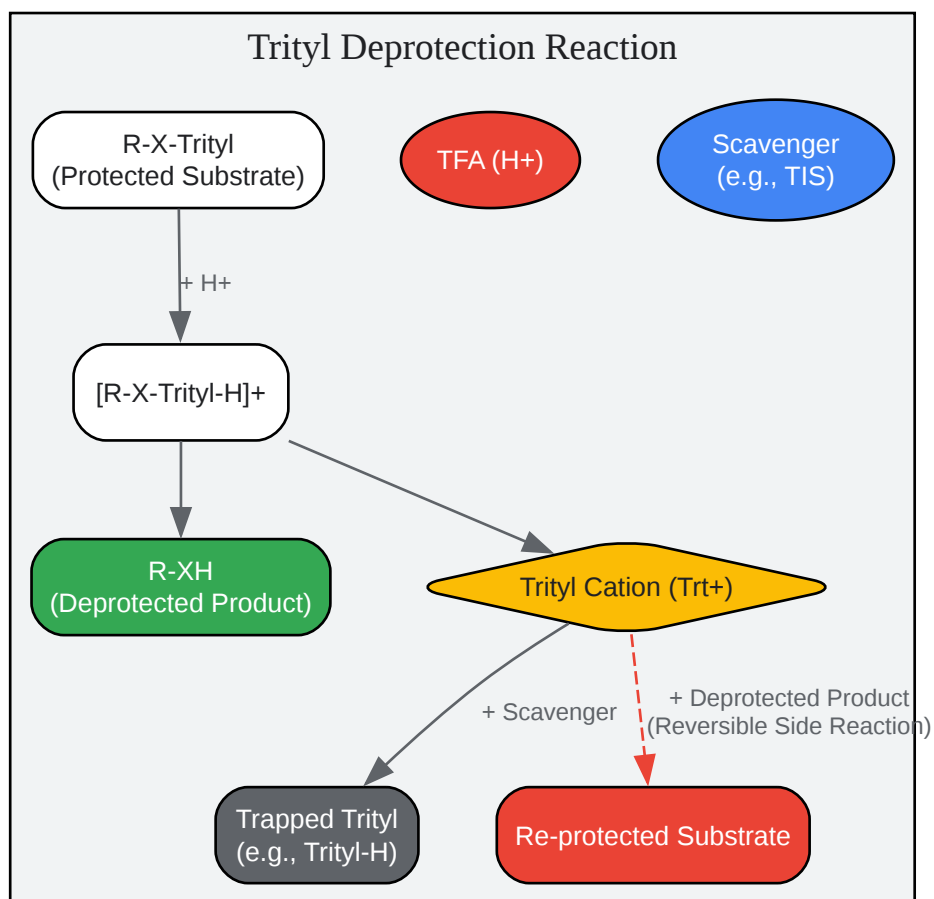 Trityl Deprotection Reaction
R-X-Trityl
(Protected Substrate)
TFA (H+)
Scavenger
(e.g., TIS)
+ H+
[R-X-Trityl-H]+
R-XH
(Deprotected Product)
Trityl Cation (Trt+)
+ Scavenger
+ Deprotected Product
(Reversible Side Reaction)
Trapped Trityl
(e.g., Trityl-H)
Re-protected Substrate